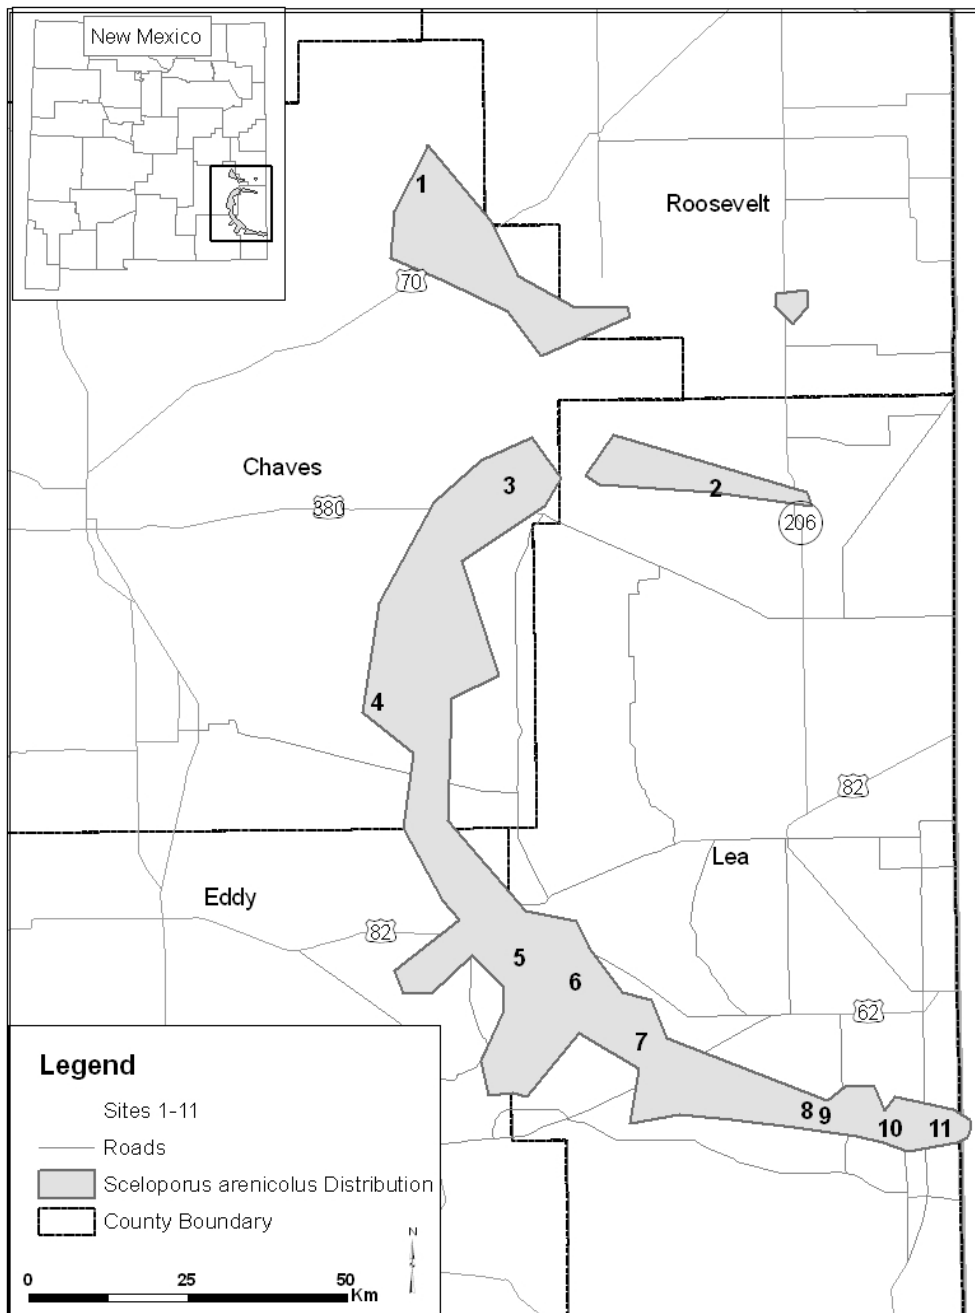 New Mexico
1
Roosevelt
70
Chaves
3
2
380
206
4
82
Lea
Eddy
82
5
6
62
7
8
9
10
11
Legend
Sites 1-11
Roads
Sceloporus arenicolus Distribution
County Boundary
N
0 25 50
Km